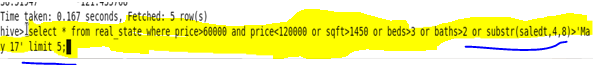 Time taken: 0.167 seconds, Fetched: 5 row(s)
hive> select * from real_state where price>60000 and price<120000 or sqft>1450 or beds>3 or baths>2 or substr(saledt,4,8)>'Ma
y 17' limit 5;